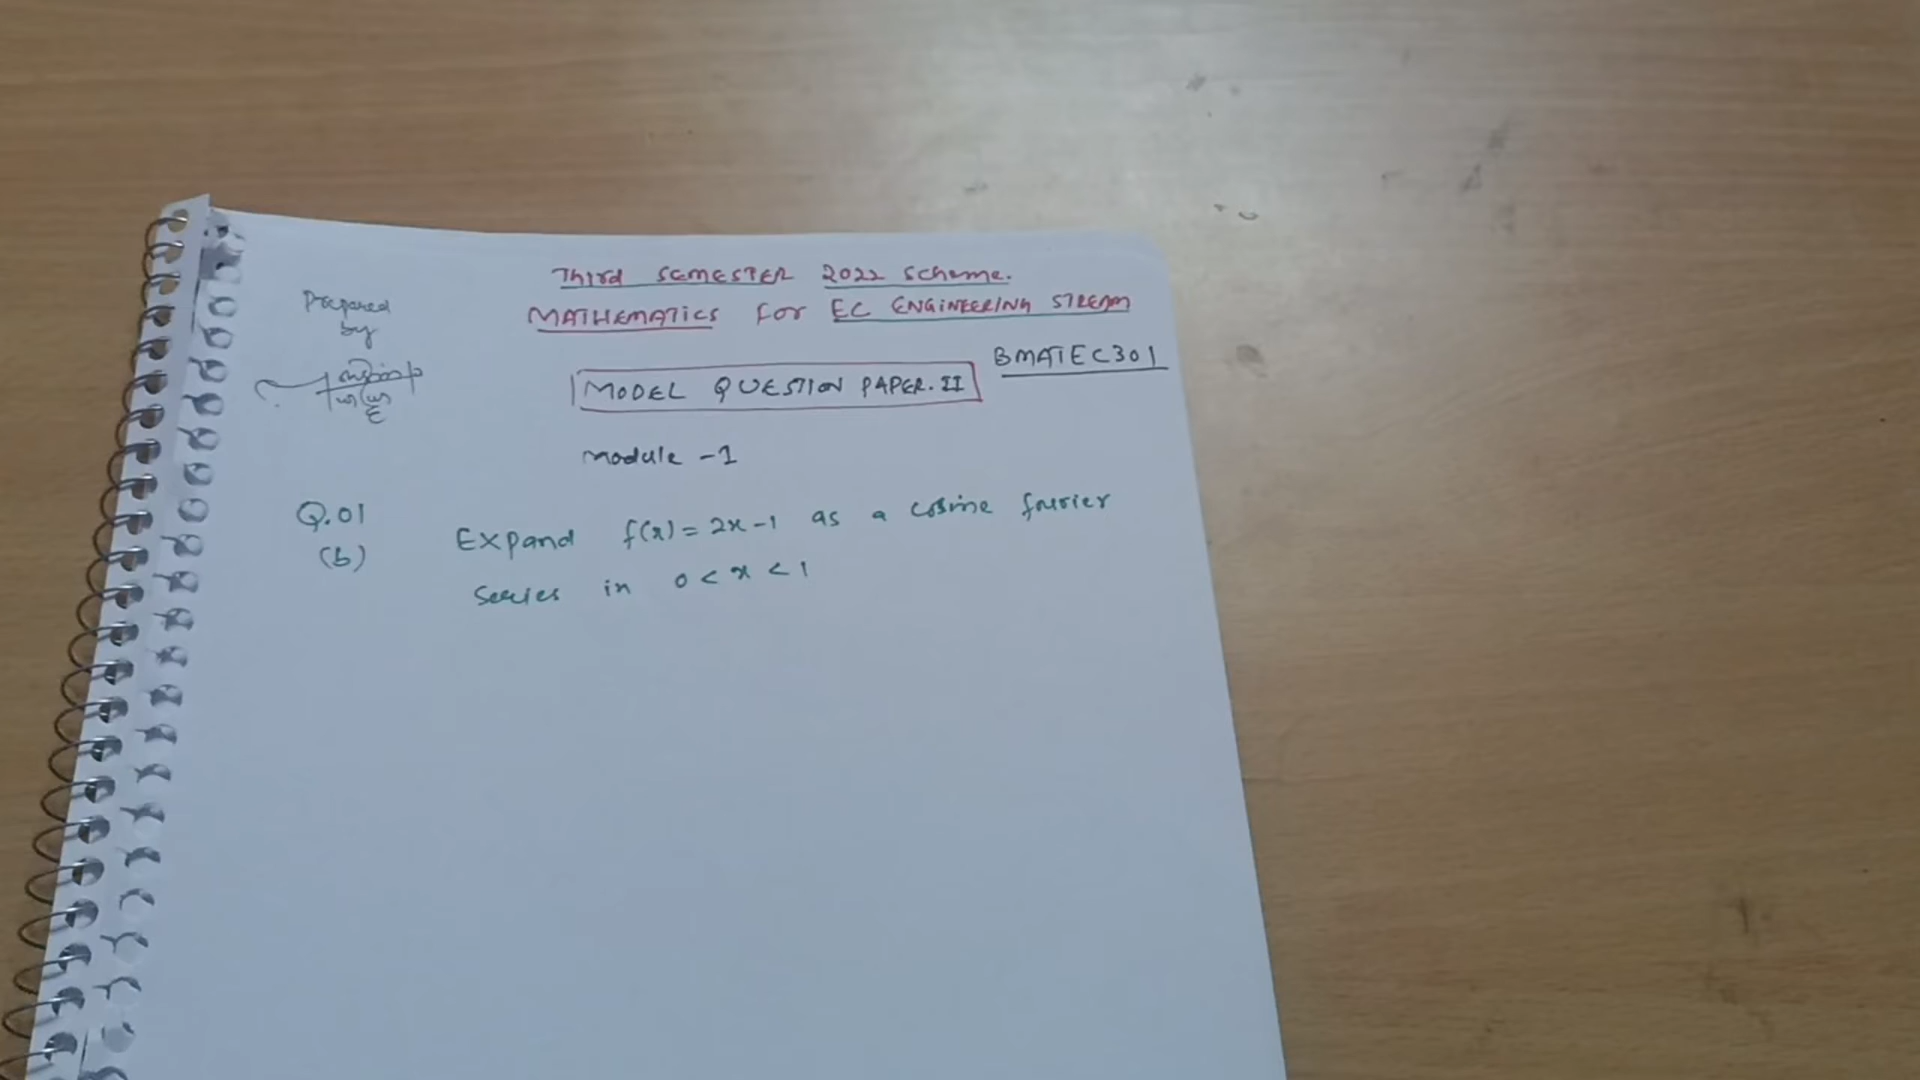 Third SEMESTER 2022 Scheme.
MATHEMATICS For EC ENGINEERING STREAM
Prepared
by
BMATEC301
MODEL QUESTION PAPER.II
Module -1
Q.01
(b)
Expand f(x) = 2x-1 as a cosine fourier
series in 0 < x < 1